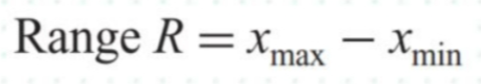 Range R = xmax − xmin